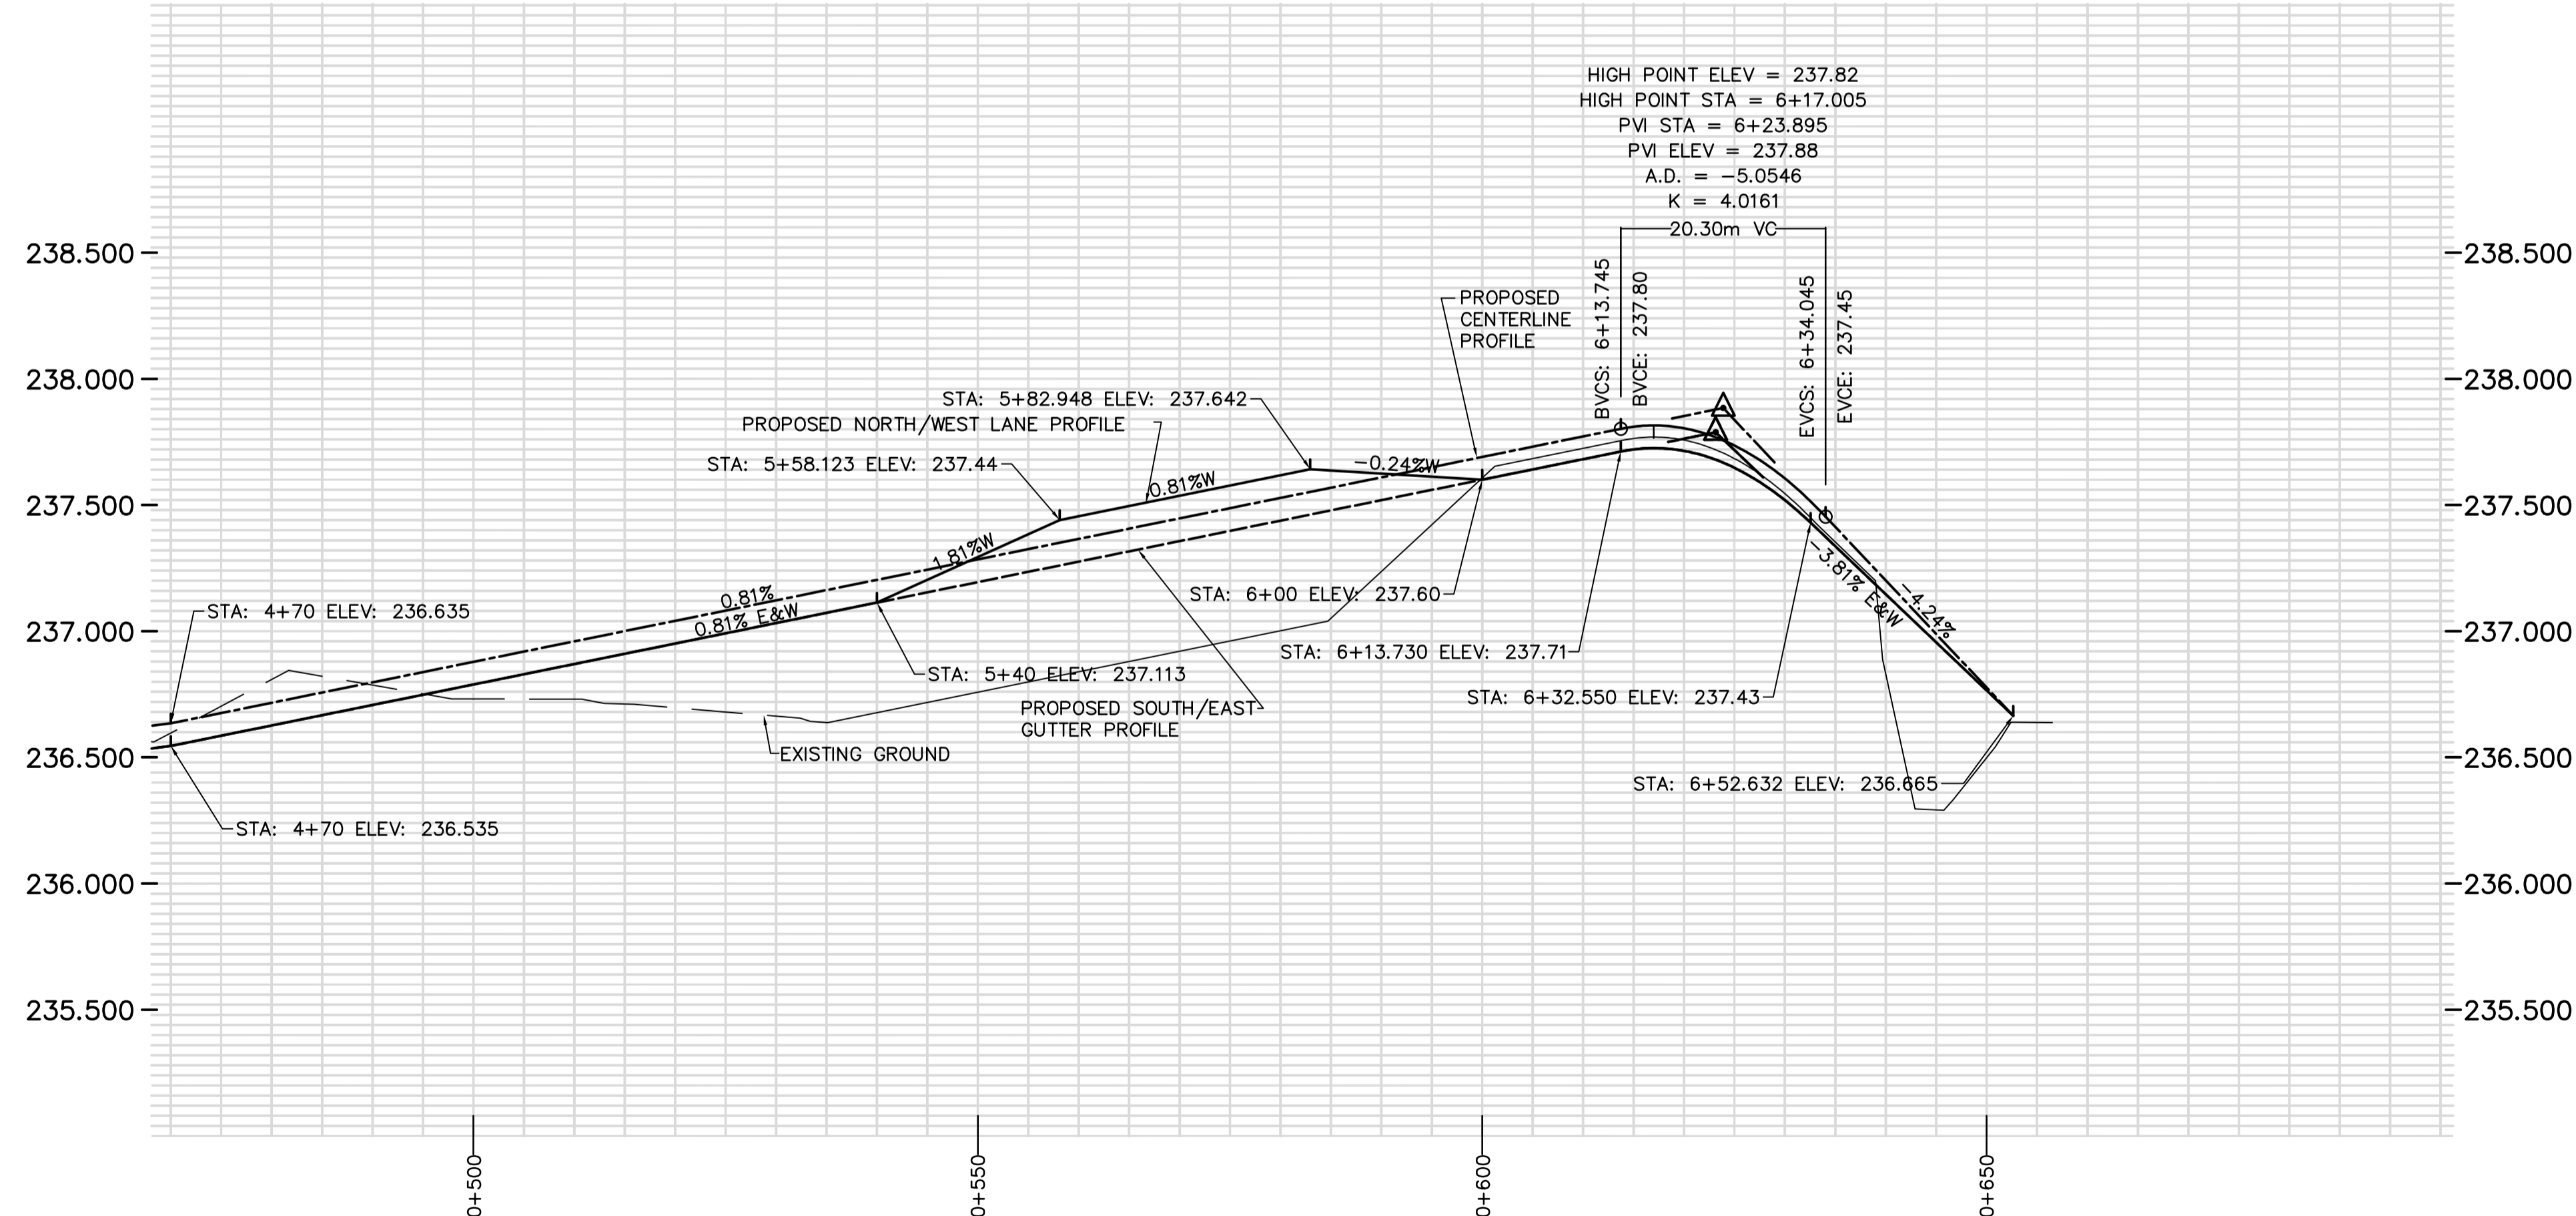 HIGH POINT ELEV = 237.82
HIGH POINT STA = 6+17.005
PVI STA = 6+23.895
PVI ELEV = 237.88
A.D. = -5.0546
K = 4.0161
20.30m VC
BVCS: 6+13.745
BVCE: 237.80
EVCS: 6+34.045
EVCE: 237.45
238.500
238.500
PROPOSED
CENTERLINE
PROFILE
238.000
238.000
STA: 5+82.948 ELEV: 237.642
PROPOSED NORTH/WEST LANE PROFILE
STA: 5+58.123 ELEV: 237.44
-0.24%W
0.81%W
237.500
237.500
1.81%W
0.81%
0.81% E&W
STA: 6+00 ELEV: 237.60
-3.81% E&W
-4.24%
STA: 4+70 ELEV: 236.635
237.000
237.000
STA: 6+13.730 ELEV: 237.71
STA: 5+40 ELEV: 237.113
STA: 6+32.550 ELEV: 237.43
PROPOSED SOUTH/EAST
GUTTER PROFILE
EXISTING GROUND
236.500
236.500
STA: 6+52.632 ELEV: 236.665
STA: 4+70 ELEV: 236.535
236.000
236.000
235.500
235.500
0+500
0+550
0+600
0+650